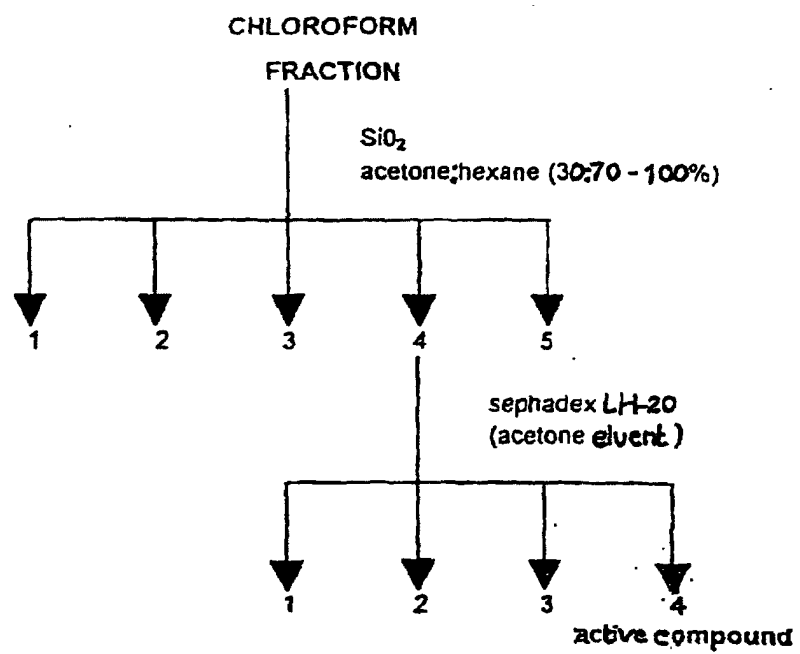 CHLOROFORM
FRACTION
SiO₂
acetone:hexane (30:70 - 100%)
1 2 3 4 5
sephadex LH-20
(acetone eluent)
1 2 3 4
active compound